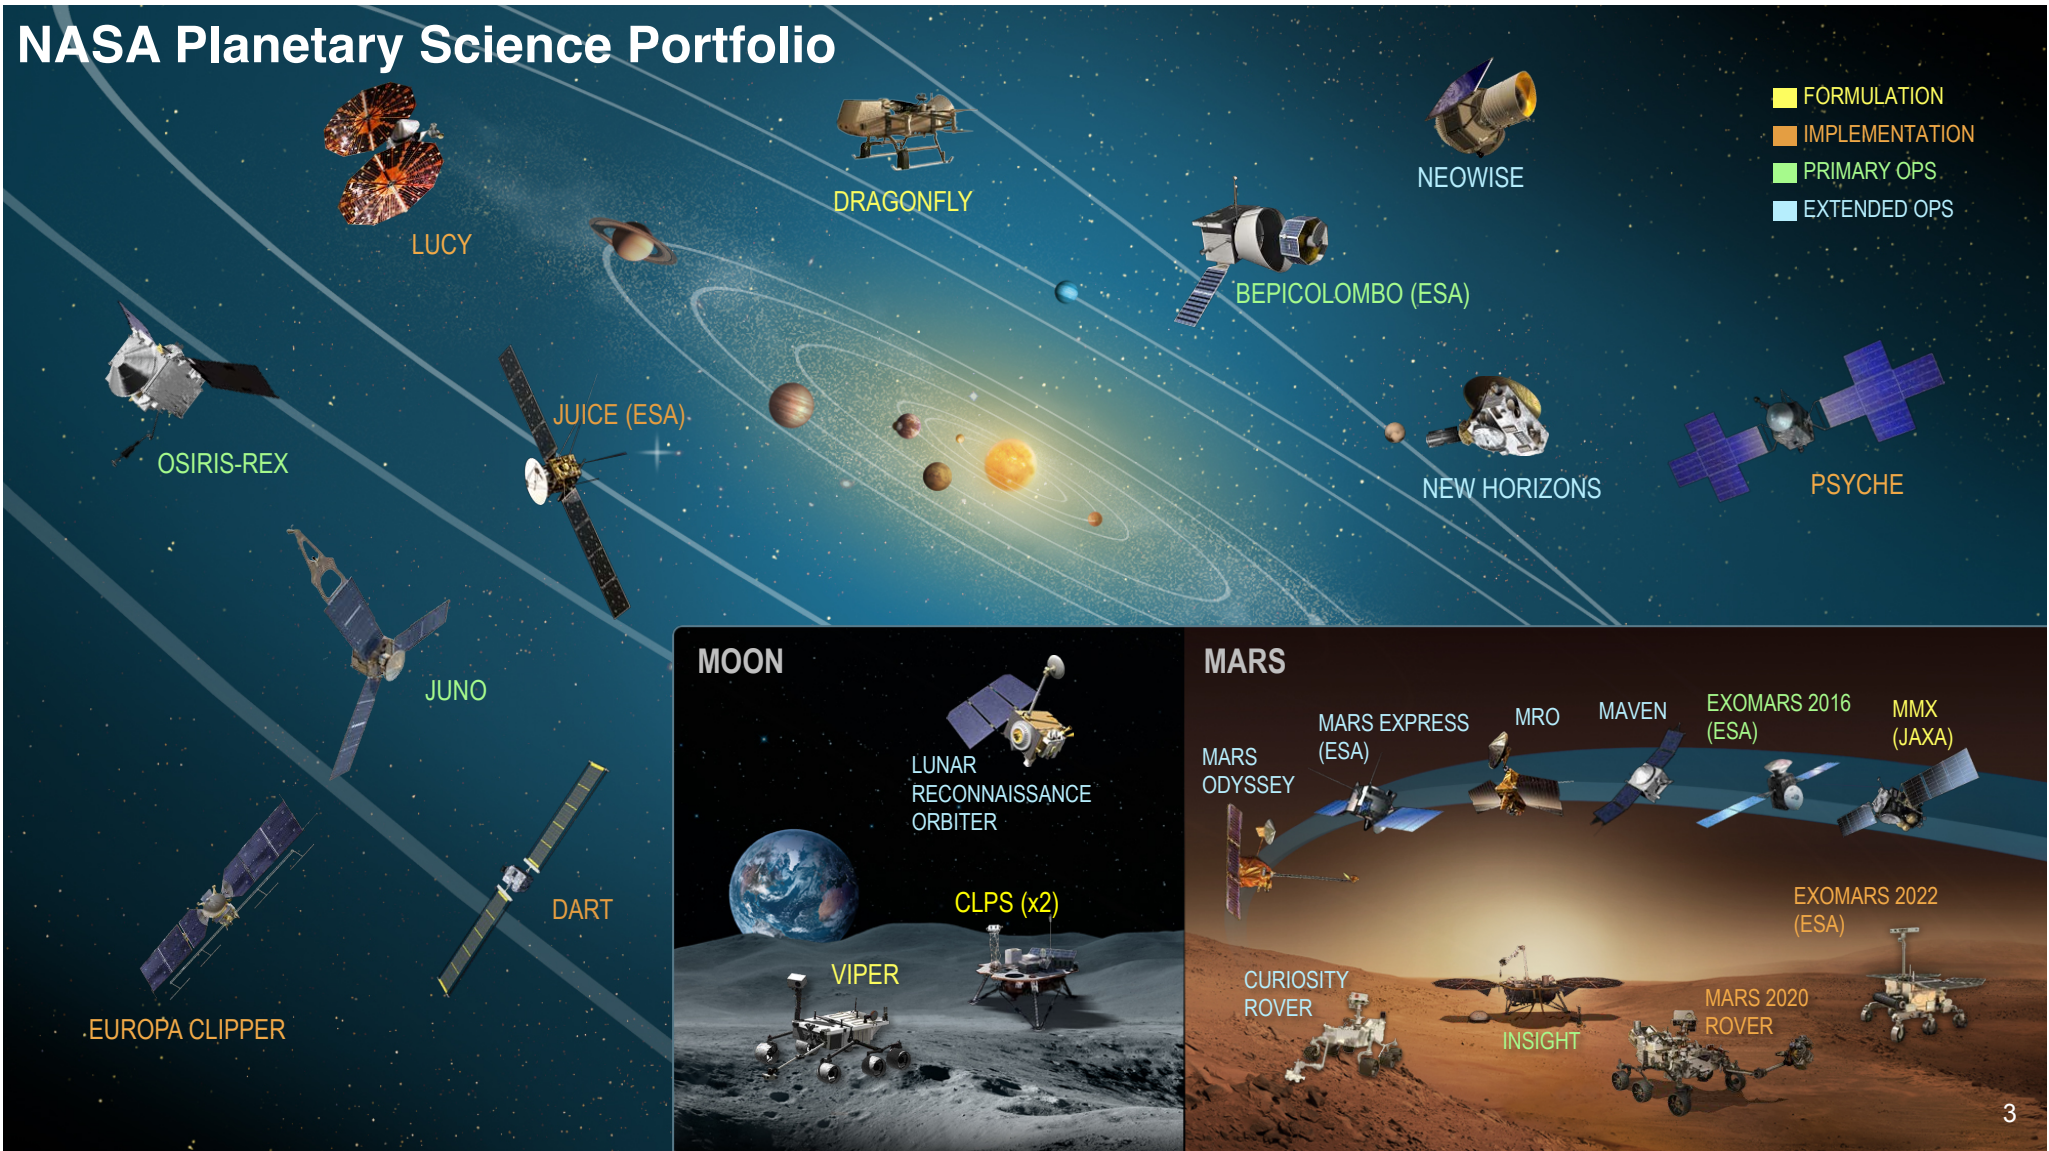 NASA Planetary Science Portfolio
FORMULATION
IMPLEMENTATION
PRIMARY OPS
EXTENDED OPS
LUCY
DRAGONFLY
NEOWISE
BEPICOLOMBO (ESA)
OSIRIS-REX
JUICE (ESA)
NEW HORIZONS
PSYCHE
JUNO
DART
EUROPA CLIPPER
MOON
LUNAR
RECONNAISSANCE
ORBITER
CLPS (x2)
VIPER
MARS
MARS
ODYSSEY
MARS EXPRESS
(ESA)
MRO
MAVEN
EXOMARS 2016
(ESA)
MMX
(JAXA)
EXOMARS 2022
(ESA)
CURIOSITY
ROVER
INSIGHT
MARS 2020
ROVER
3